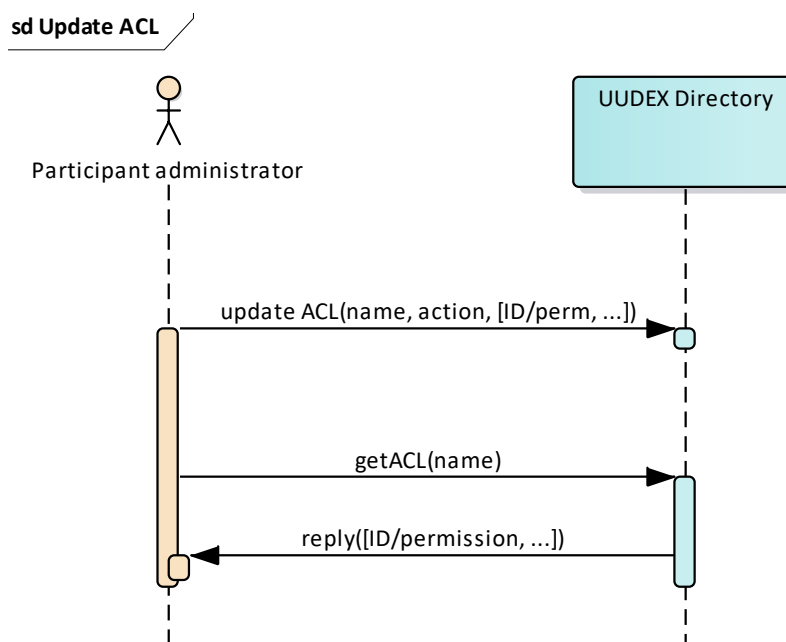 sd Update ACL
UUDEX Directory
Participant administrator
update ACL(name, action, [ID/perm, ...])
getACL(name)
reply([ID/permission, ...])